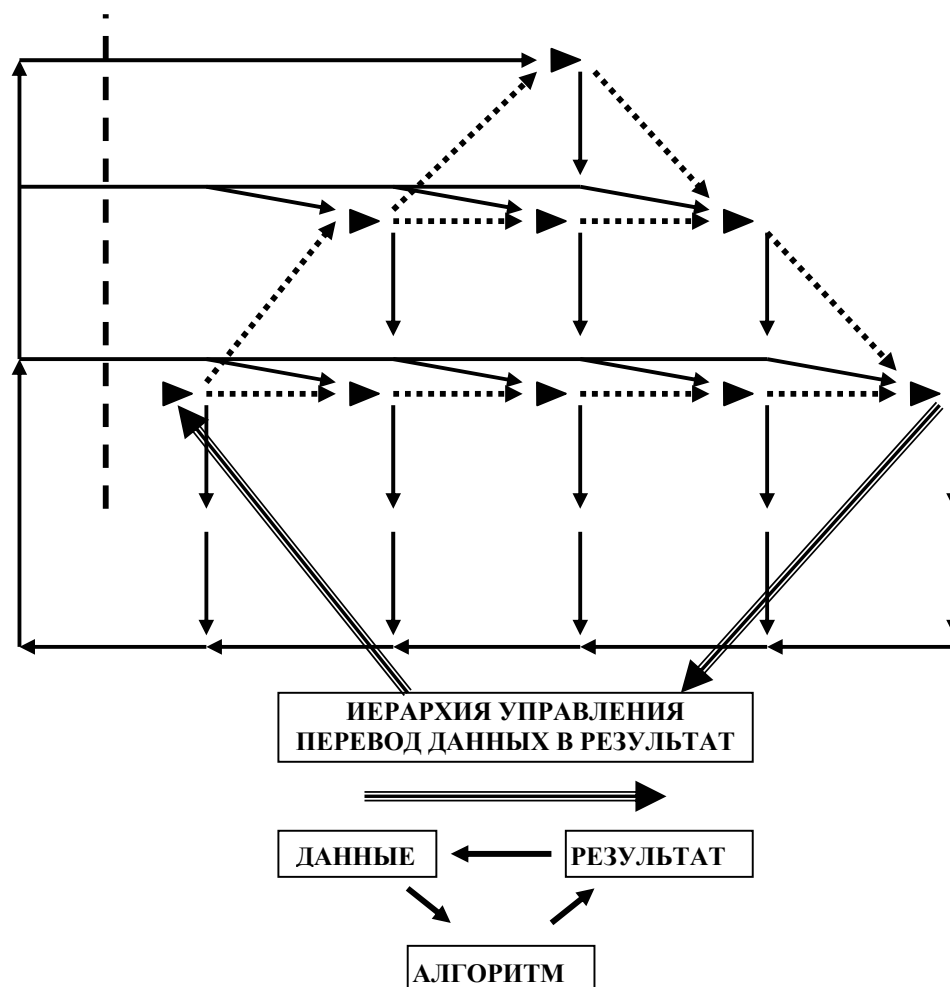 ИЕРАРХИЯ УПРАВЛЕНИЯ
ПЕРЕВОД ДАННЫХ В РЕЗУЛЬТАТ
ДАННЫЕ
РЕЗУЛЬТАТ
АЛГОРИТМ